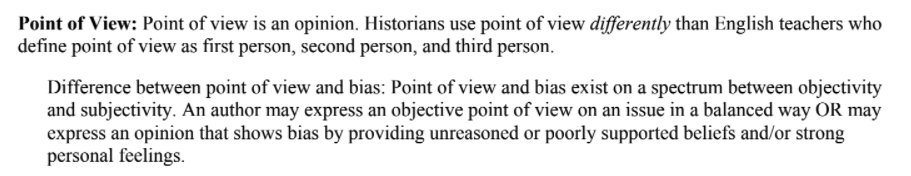 Point of View: Point of view is an opinion. Historians use point of view differently than English teachers who
define point of view as first person, second person, and third person.
Difference between point of view and bias: Point of view and bias exist on a spectrum between objectivity
and subjectivity. An author may express an objective point of view on an issue in a balanced way OR may
express an opinion that shows bias by providing unreasoned or poorly supported beliefs and/or strong
personal feelings.